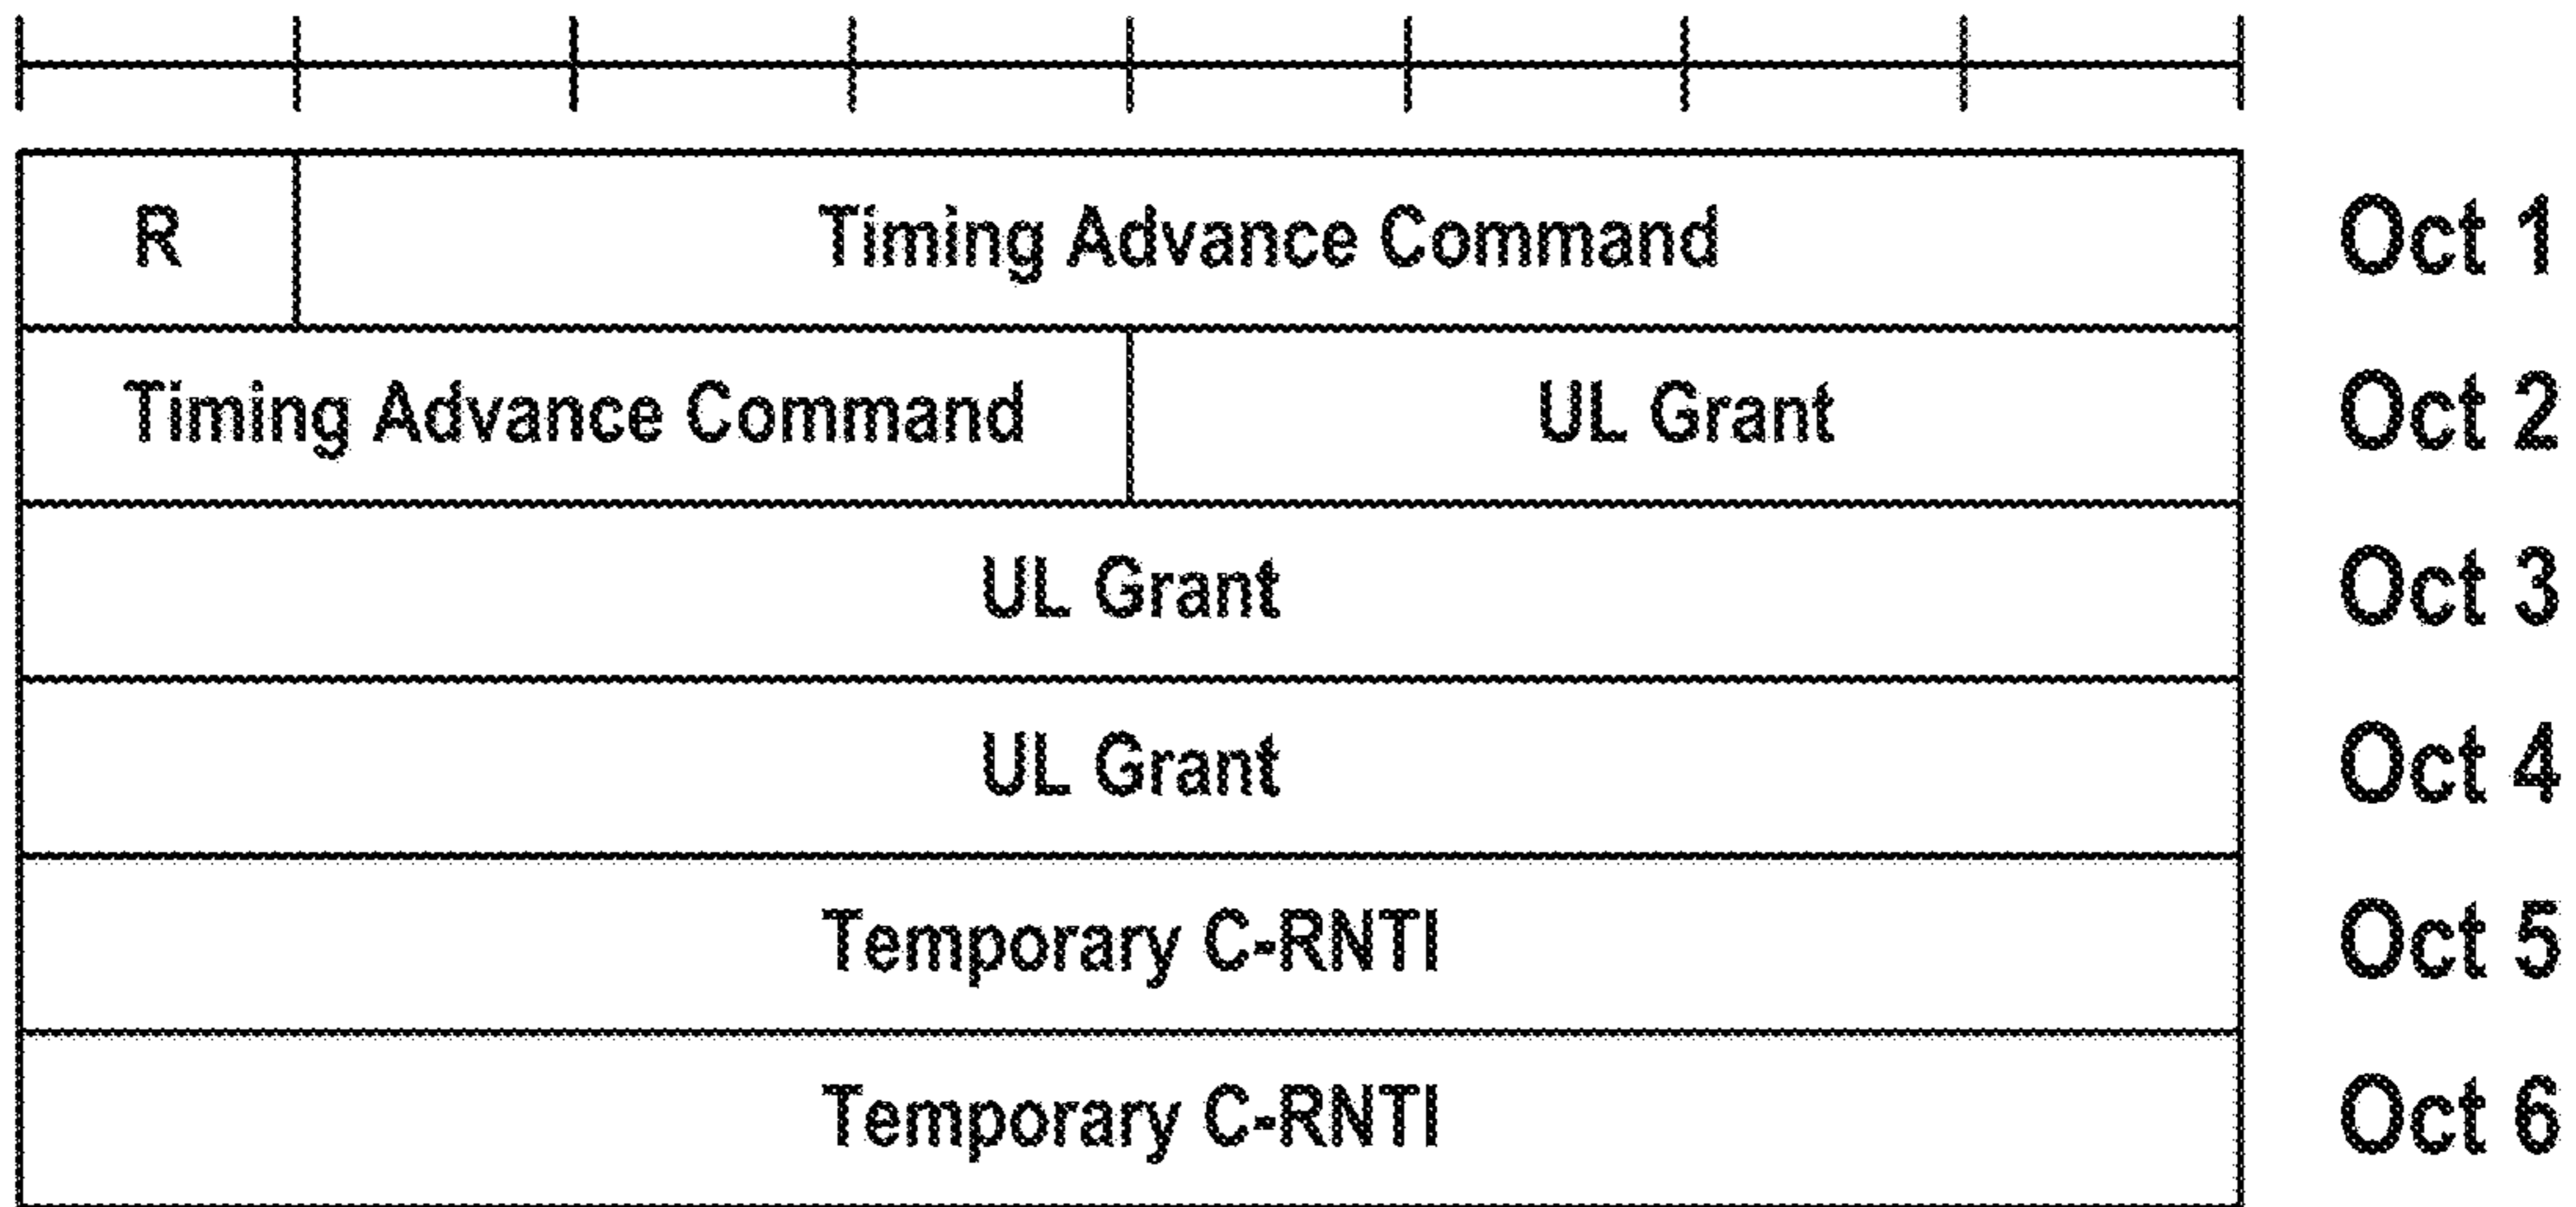 R Timing Advance Command Oct 1
Timing Advance Command UL Grant Oct 2
UL Grant Oct 3
UL Grant Oct 4
Temporary C-RNTI Oct 5
Temporary C-RNTI Oct 6